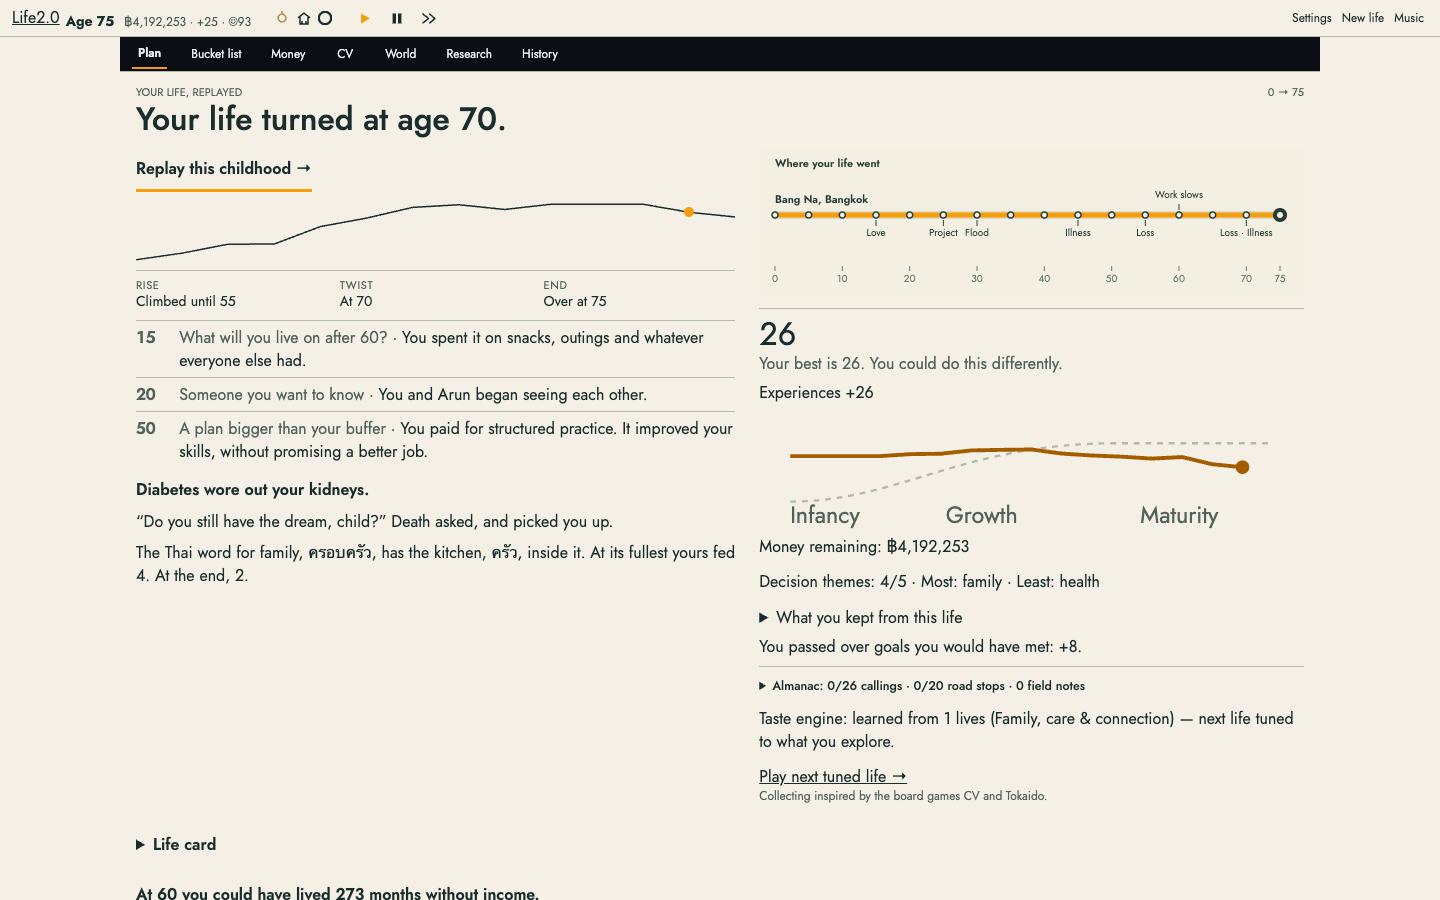 Life2.0 Age 75 ฿4,192,253 · +25 · ☺93
Settings New life Music
Plan Bucket list Money CV World Research History
YOUR LIFE, REPLAYED
0 → 75
Your life turned at age 70.
Replay this childhood →
RISE
Climbed until 55
TWIST
At 70
END
Over at 75
15 What will you live on after 60? · You spent it on snacks, outings and whatever
everyone else had.
20 Someone you want to know · You and Arun began seeing each other.
50 A plan bigger than your buffer · You paid for structured practice. It improved your
skills, without promising a better job.
Diabetes wore out your kidneys.
“Do you still have the dream, child?” Death asked, and picked you up.
The Thai word for family, ครอบครัว, has the kitchen, ครัว, inside it. At its fullest yours fed
4. At the end, 2.
Where your life went
Work slows
Bang Na, Bangkok
Love Project Flood Illness Loss Loss · Illness
0 10 20 30 40 50 60 70 75
26
Your best is 26. You could do this differently.
Experiences +26
Infancy Growth Maturity
Money remaining: ฿4,192,253
Decision themes: 4/5 · Most: family · Least: health
▶ What you kept from this life
You passed over goals you would have met: +8.
▶ Almanac: 0/26 callings · 0/20 road stops · 0 field notes
Taste engine: learned from 1 lives (Family, care & connection) — next life tuned
to what you explore.
Play next tuned life →
Collecting inspired by the board games CV and Tokaido.
▶ Life card
At 60 you could have lived 273 months without income.